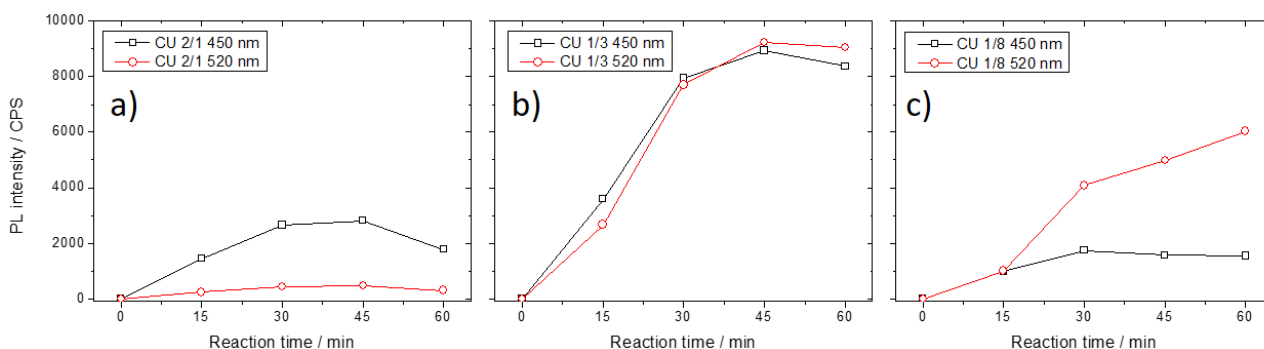 PL intensity / CPS
10000
8000
6000
4000
2000
0
CU 2/1 450 nm
CU 2/1 520 nm
a)
0 15 30 45 60
Reaction time / min
CU 1/3 450 nm
CU 1/3 520 nm
b)
0 15 30 45 60
Reaction time / min
CU 1/8 450 nm
CU 1/8 520 nm
c)
0 15 30 45 60
Reaction time / min